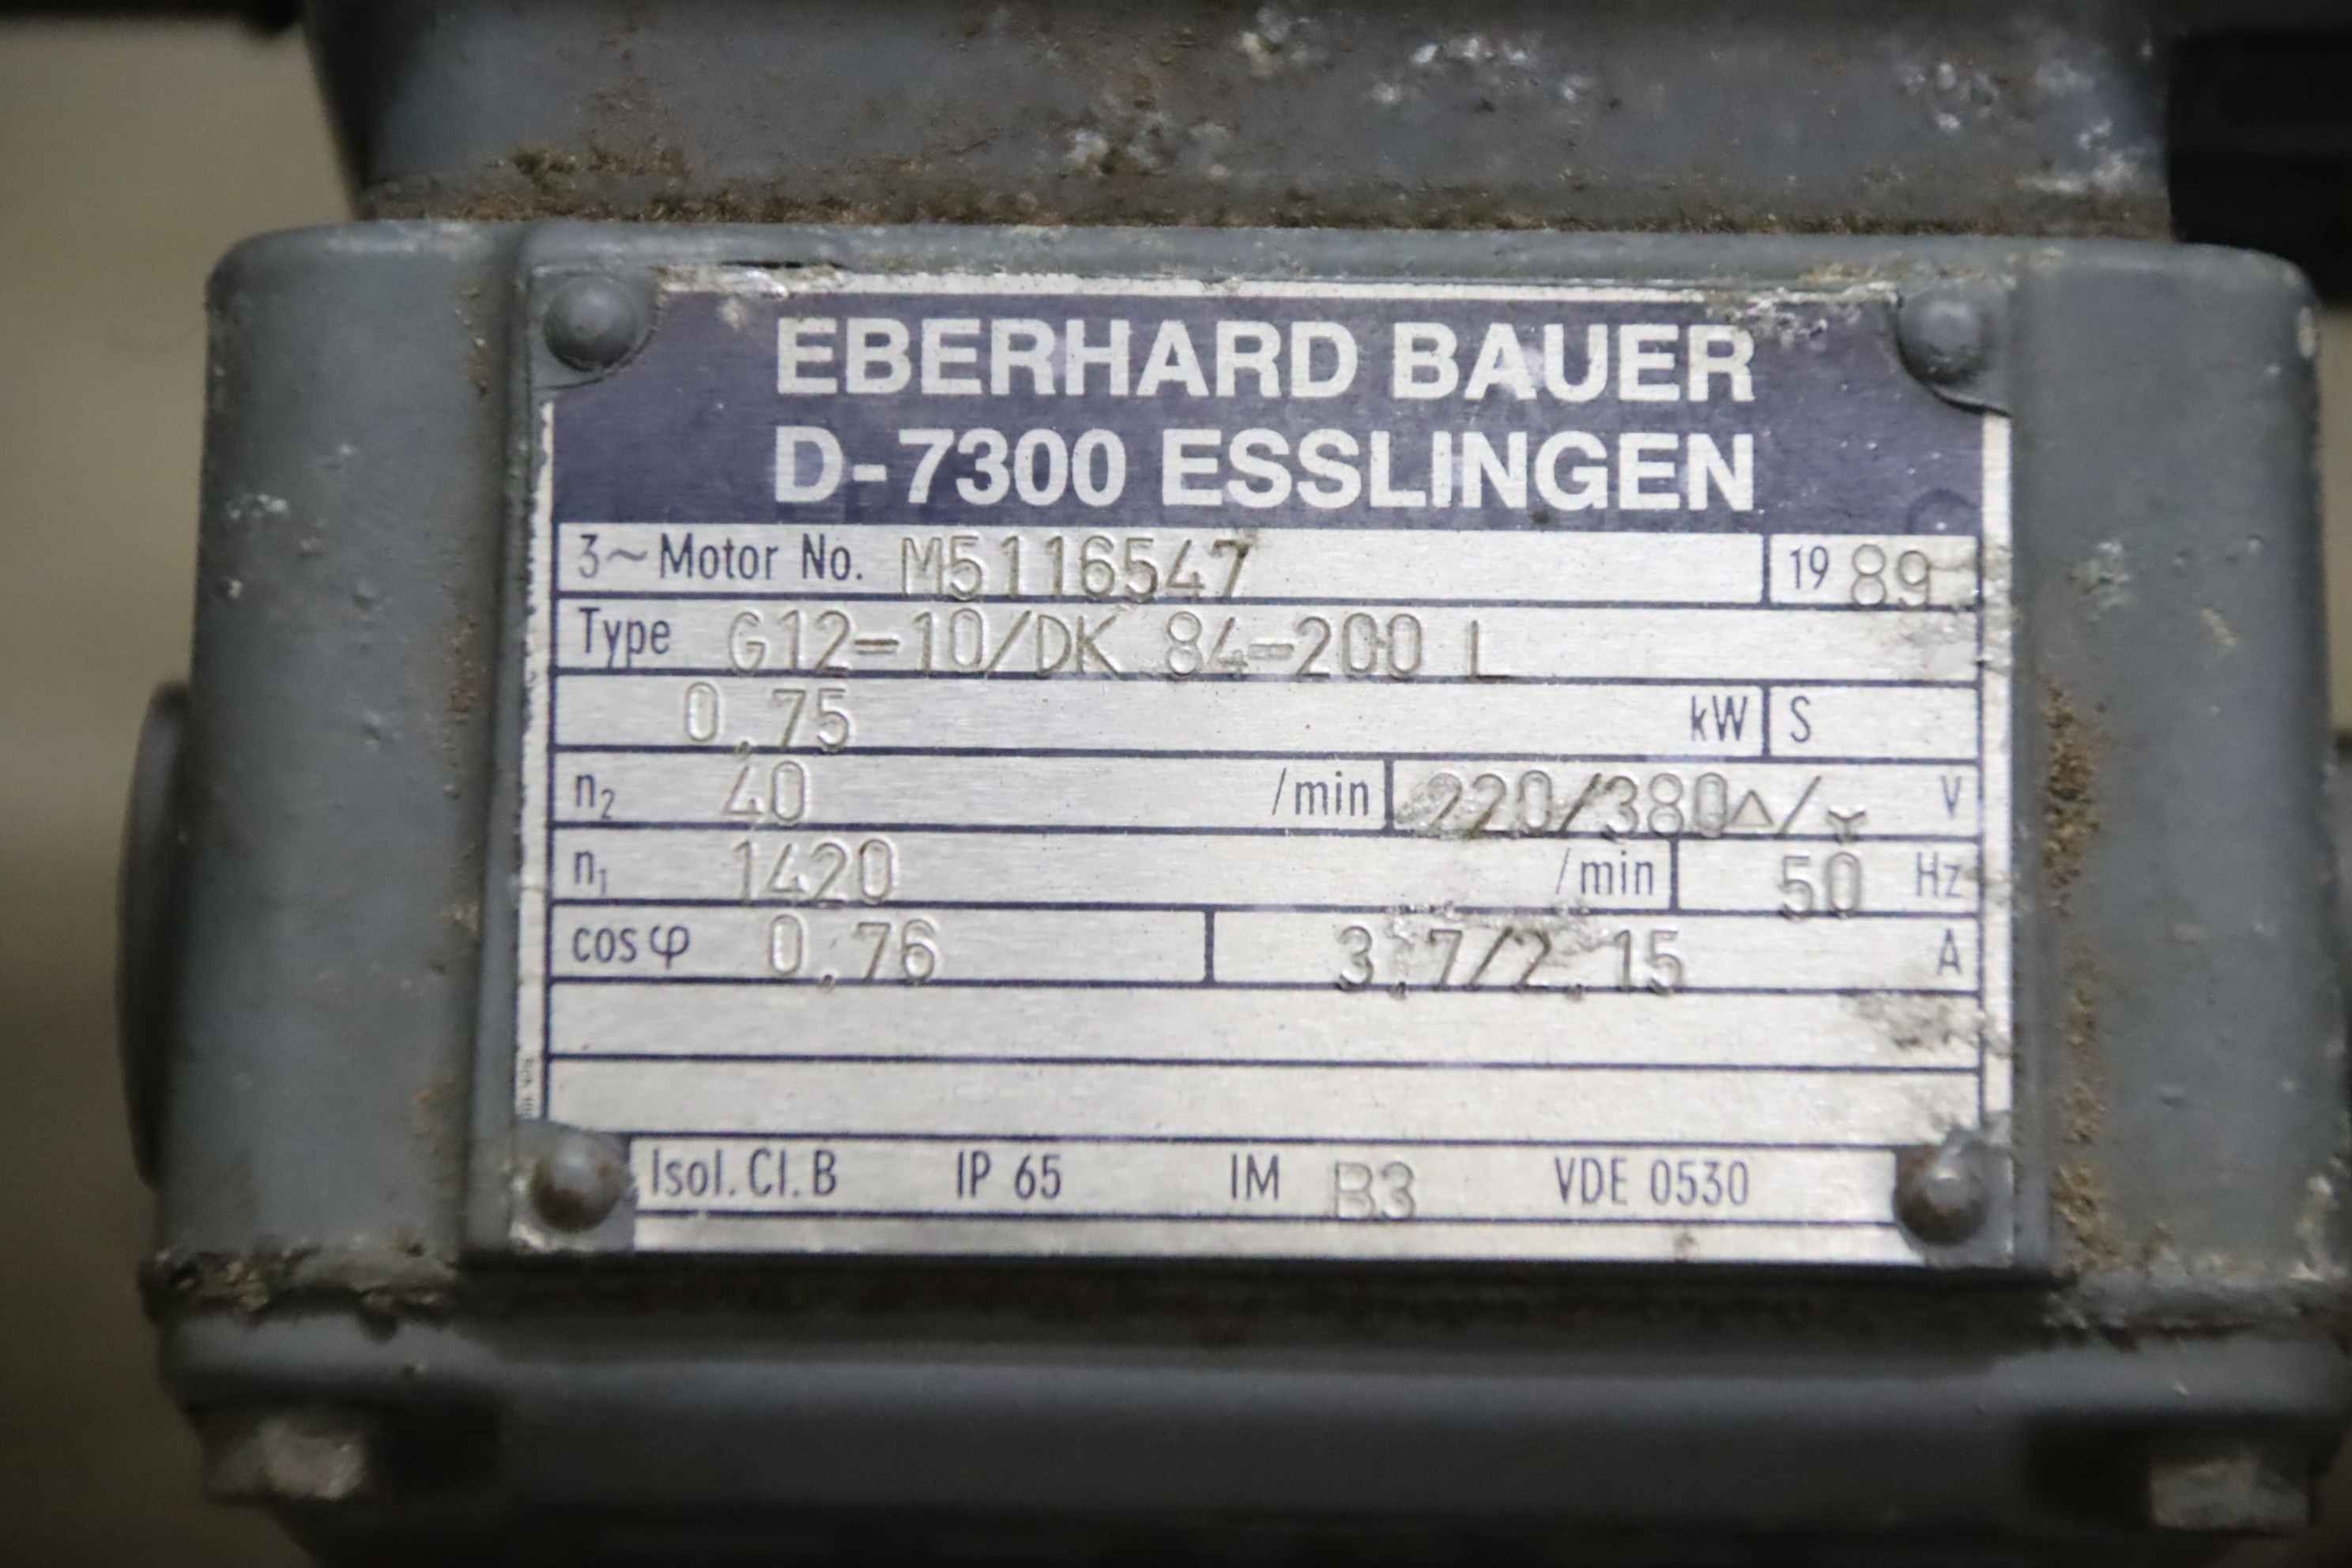 EBERHARD BAUER
D-7300 ESSLINGEN
3~Motor No. M5116547 19 89
Type G12-10/DK 84-200 L
0,75 kW S
n₂ 40 /min 220/380△/Y V
n₁ 1420 /min 50 Hz
cos φ 0,76 3,7/2,15 A
Isol. Cl. B IP 65 IM B3 VDE 0530